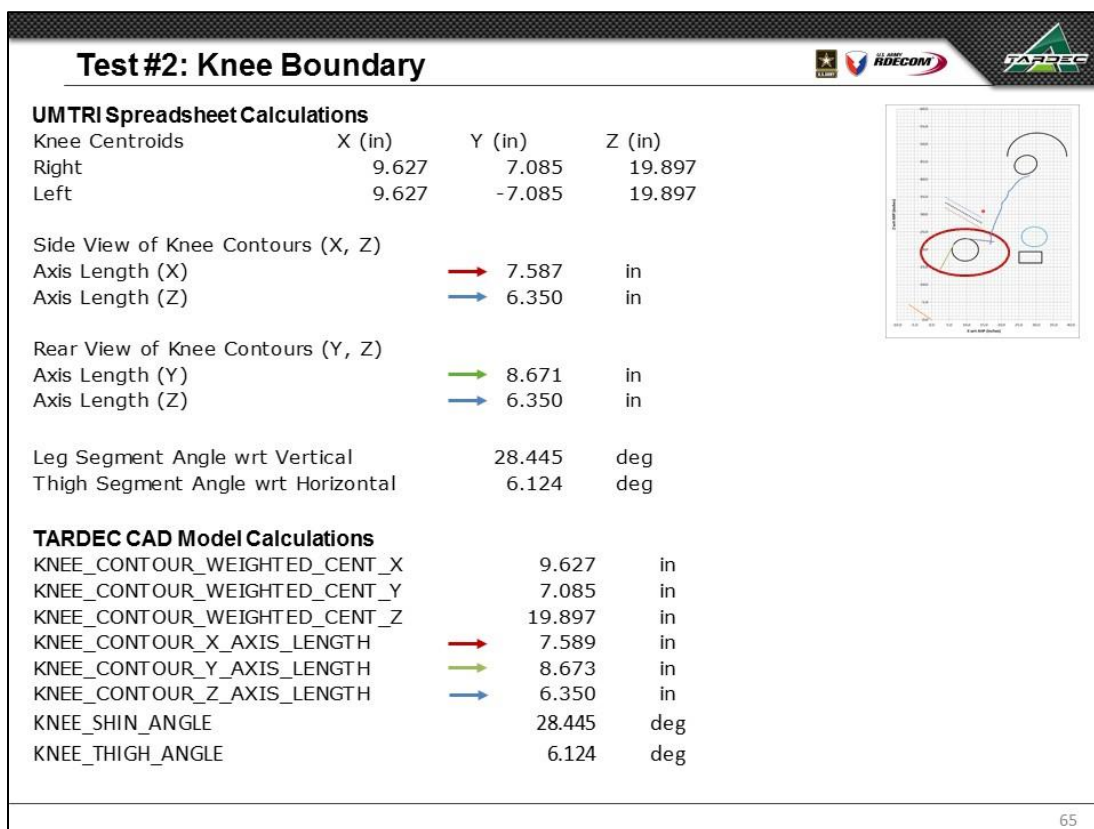 Test #2: Knee Boundary
U.S. ARMY
RDECOM
TARDEC
UMTRI Spreadsheet Calculations
Knee Centroids X (in) Y (in) Z (in)
Right 9.627 7.085 19.897
Left 9.627 -7.085 19.897
Side View of Knee Contours (X, Z)
Axis Length (X) 7.587 in
Axis Length (Z) 6.350 in
Rear View of Knee Contours (Y, Z)
Axis Length (Y) 8.671 in
Axis Length (Z) 6.350 in
Leg Segment Angle wrt Vertical 28.445 deg
Thigh Segment Angle wrt Horizontal 6.124 deg
TARDEC CAD Model Calculations
KNEE_CONTOUR_WEIGHTED_CENT_X 9.627 in
KNEE_CONTOUR_WEIGHTED_CENT_Y 7.085 in
KNEE_CONTOUR_WEIGHTED_CENT_Z 19.897 in
KNEE_CONTOUR_X_AXIS_LENGTH 7.589 in
KNEE_CONTOUR_Y_AXIS_LENGTH 8.673 in
KNEE_CONTOUR_Z_AXIS_LENGTH 6.350 in
KNEE_SHIN_ANGLE 28.445 deg
KNEE_THIGH_ANGLE 6.124 deg
65